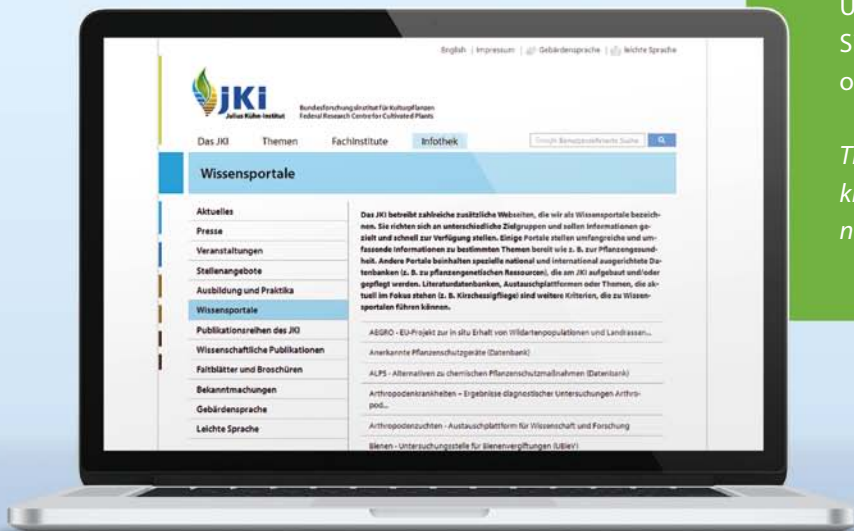 English | Impressum | Gebärdensprache | leichte Sprache
JKI
Julius Kühn-Institut
Bundesforschungsinstitut für Kulturpflanzen
Federal Research Centre for Cultivated Plants
Das JKI Themen Fachinstitute Infothek
Google Benutzerdefinierte Suche
Wissensportale
Aktuelles
Presse
Veranstaltungen
Stellenangebote
Ausbildung und Praktika
Wissensportale
Publikationsreihen des JKI
Wissenschaftliche Publikationen
Faltblätter und Broschüren
Bekanntmachungen
Gebärdensprache
Leichte Sprache
Das JKI betreibt zahlreiche zusätzliche Webseiten, die wir als Wissensportale bezeich-
nen. Sie richten sich an unterschiedliche Zielgruppen und sollen Informationen ge-
zielt und schnell zur Verfügung stellen. Einige Portale stellen umfangreiche und um-
fassende Informationen zu bestimmten Themen bereit wie z. B. zur Pflanzengesund-
heit. Andere Portale beinhalten spezielle national und international ausgerichtete Da-
tenbanken (z. B. zu pflanzengenetischen Ressourcen), die am JKI aufgebaut und/oder
gepflegt werden. Literaturdatenbanken, Austauschplattformen oder Themen, die ak-
tuell im Fokus stehen (z. B. Kirschessigfliege) sind weitere Kriterien, die zu Wissen-
sportalen führen können.
AEGRO - EU-Projekt zur in situ Erhalt von Wildartenpopulationen und Landrassen...
Anerkannte Pflanzenschutzgeräte (Datenbank)
ALPS - Alternativen zu chemischen Pflanzenschutzmaßnahmen (Datenbank)
Arthropodenkrankheiten – Ergebnisse diagnostischer Untersuchungen Arthro-
pod...
Arthropodenzuchten - Austauschplattform für Wissenschaft und Forschung
Bienen - Untersuchungsstelle für Bienenvergiftungen (UBieV)